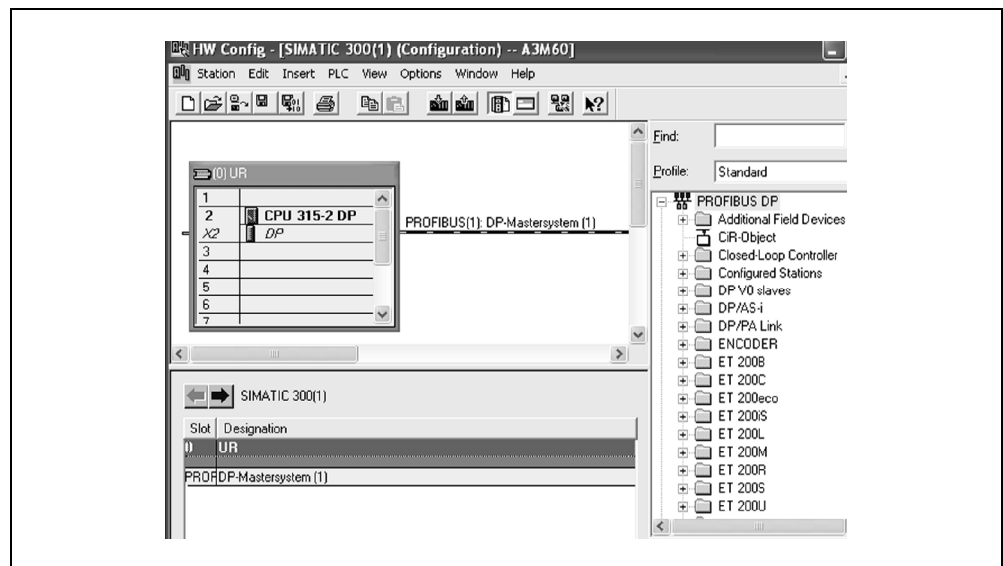 HW Config - [SIMATIC 300(1) (Configuration) -- A3M60]
Station Edit Insert PLC View Options Window Help
(0) UR
1
2 CPU 315-2 DP
X2 DP
3
4
5
6
7
PROFIBUS(1): DP-Mastersystem (1)
SIMATIC 300(1)
Slot Designation
UR
PROF DP-Mastersystem (1)
Find:
Profile: Standard
PROFIBUS DP
Additional Field Devices
CiR-Object
Closed-Loop Controller
Configured Stations
DP V0 slaves
DP/AS-i
DP/PA Link
ENCODER
ET 200B
ET 200C
ET 200eco
ET 200iS
ET 200L
ET 200M
ET 200R
ET 200S
ET 200U